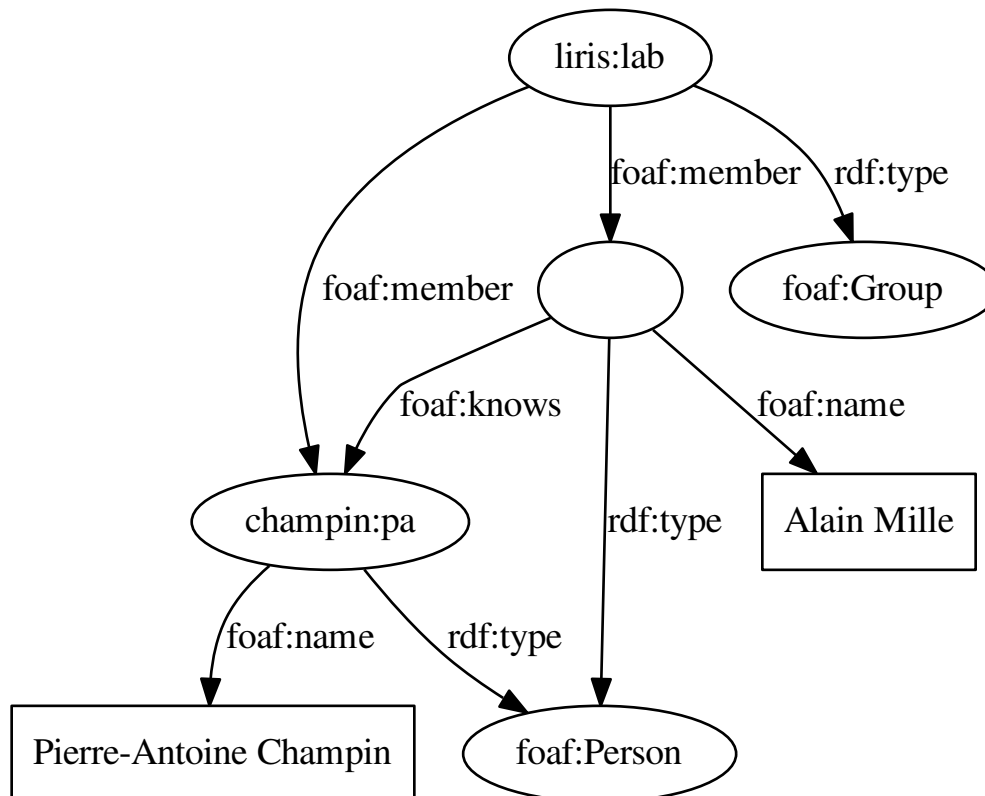 liris:lab
foaf:member
rdf:type
foaf:member
foaf:Group
foaf:knows
foaf:name
champin:pa
rdf:type
Alain Mille
foaf:name
rdf:type
Pierre-Antoine Champin
foaf:Person